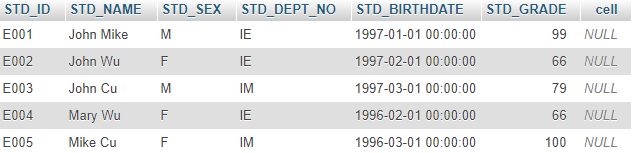 STD_ID STD_NAME STD_SEX STD_DEPT_NO STD_BIRTHDATE STD_GRADE cell
E001 John Mike M IE 1997-01-01 00:00:00 99 NULL
E002 John Wu F IE 1997-02-01 00:00:00 66 NULL
E003 John Cu M IM 1997-03-01 00:00:00 79 NULL
E004 Mary Wu F IE 1996-02-01 00:00:00 66 NULL
E005 Mike Cu F IM 1996-03-01 00:00:00 100 NULL